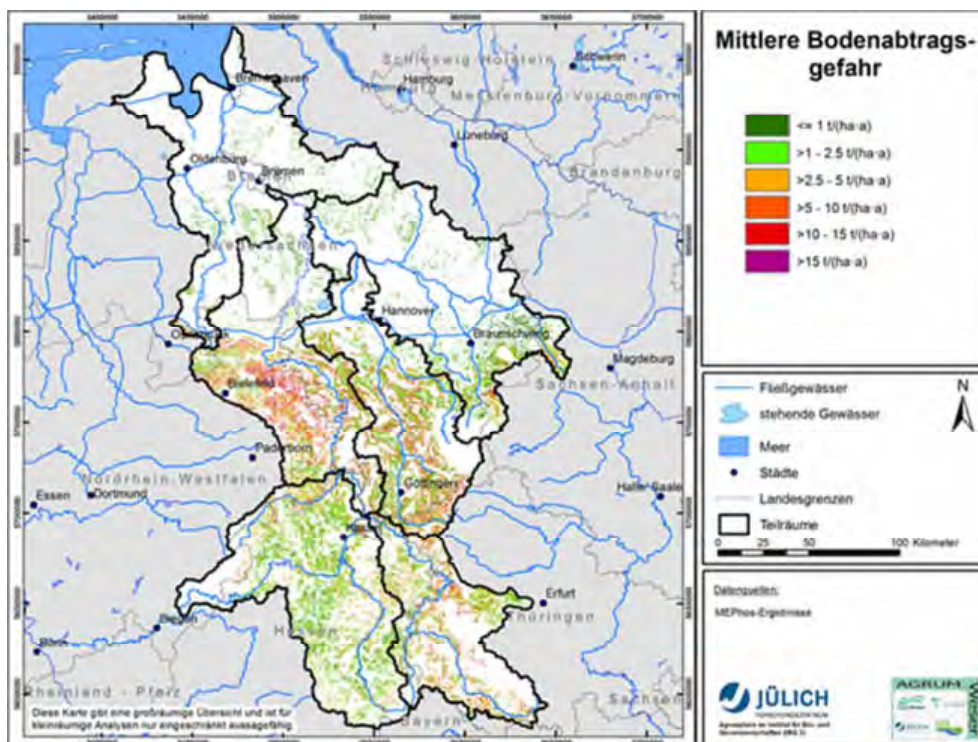 Mittlere Bodenabtrags-
gefahr
<= 1 t/(ha·a)
>1 - 2.5 t/(ha·a)
>2.5 - 5 t/(ha·a)
>5 - 10 t/(ha·a)
>10 - 15 t/(ha·a)
>15 t/(ha·a)
Fließgewässer
stehende Gewässer
Meer
Städte
Landesgrenzen
Teilräume
N
0 25 50 100 Kilometer
Datenquellen:
MEPhos-Ergebnisse
JÜLICH
FORSCHUNGSZENTRUM
AGRUM
Schleswig-Holstein
Schwerin
Hamburg
Mecklenburg-Vorpommern
Bremerhaven
Lüneburg
Oldenburg
Bremen
Brandenburg
Niedersachsen
Hannover
Braunschweig
Magdeburg
Sachsen-Anhalt
Bielefeld
Paderborn
Nordrhein-Westfalen
Göttingen
Halle/ Saale
Essen
Dortmund
Erfurt
Thüringen
Siegen
Hessen
Bonn
Rheinland - Pfalz
Sachsen
Bayern
Diese Karte gibt eine großräumige Übersicht und ist für
kleinräumige Analysen nur eingeschränkt aussagefähig.